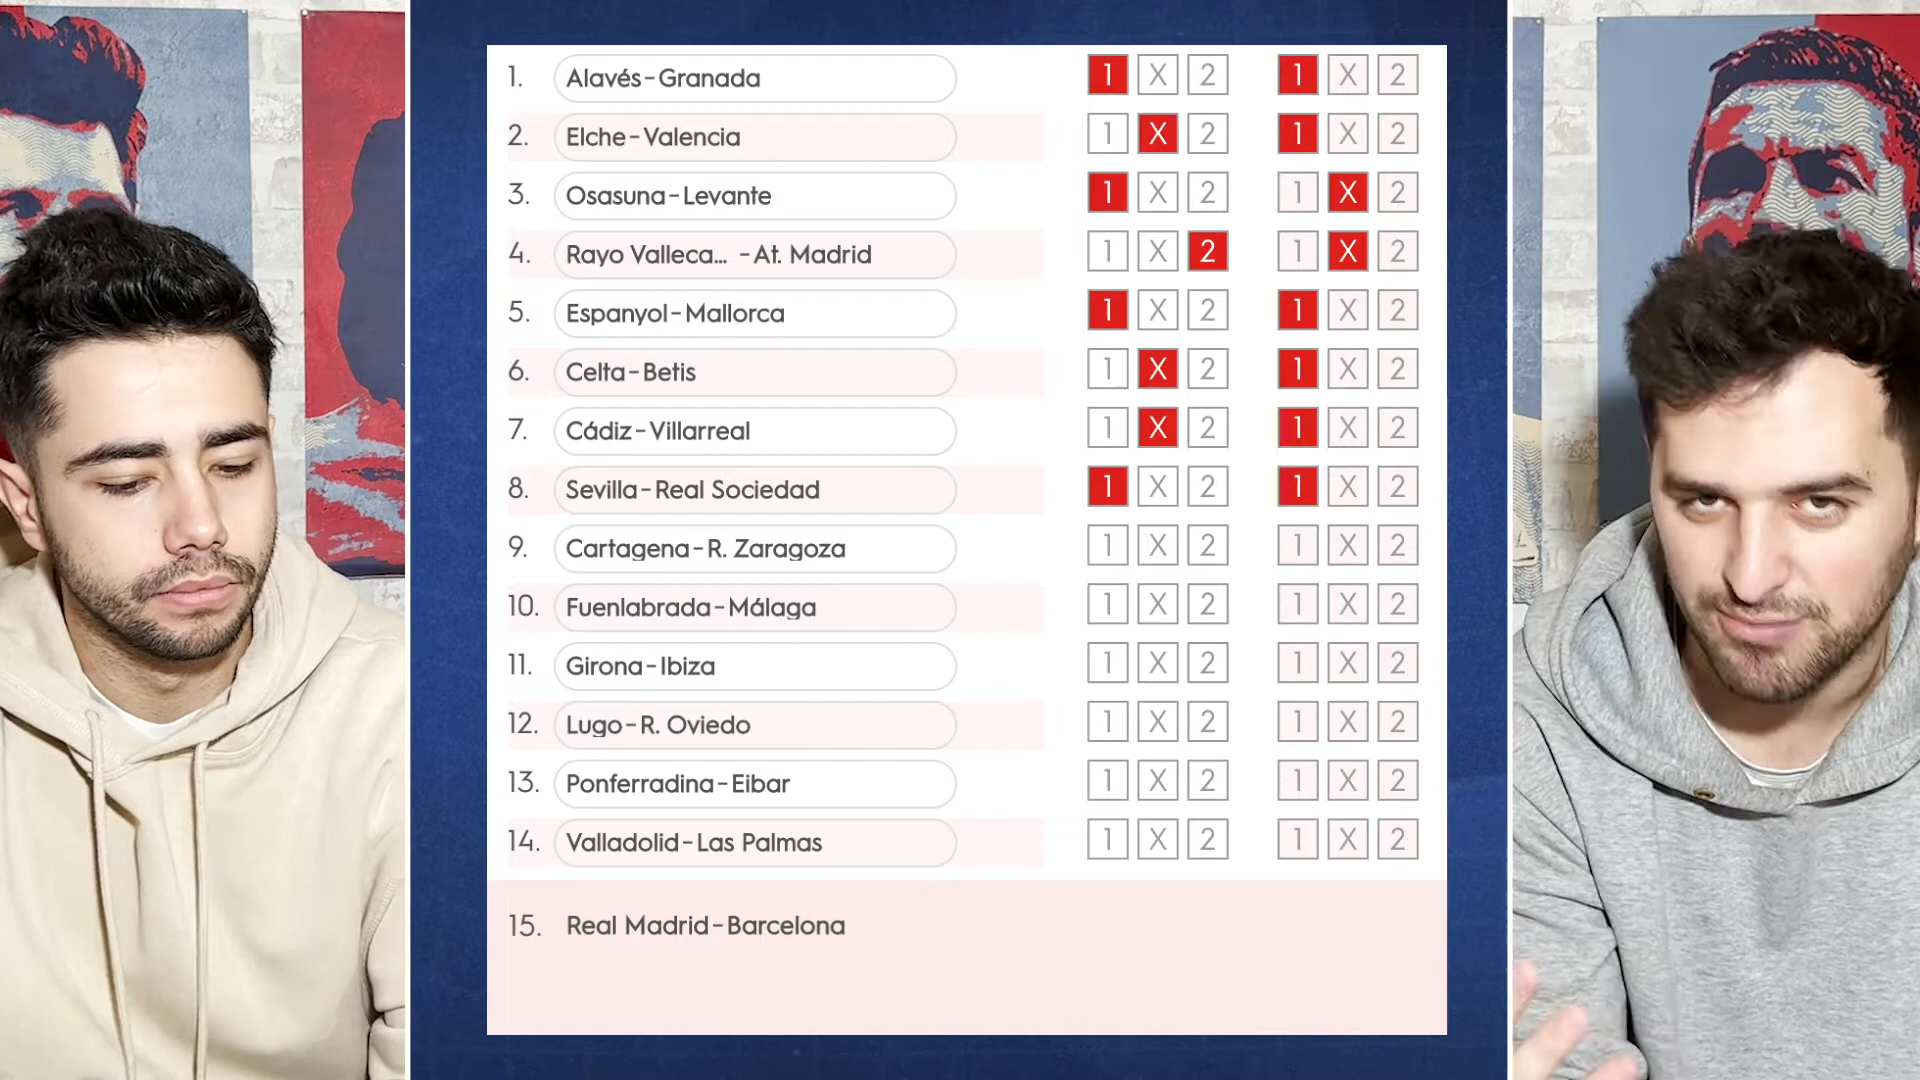 1. Alavés-Granada 1 X 2 1 X 2
2. Elche-Valencia 1 X 2 1 X 2
3. Osasuna-Levante 1 X 2 1 X 2
4. Rayo Valleca... -At. Madrid 1 X 2 1 X 2
5. Espanyol-Mallorca 1 X 2 1 X 2
6. Celta-Betis 1 X 2 1 X 2
7. Cádiz-Villarreal 1 X 2 1 X 2
8. Sevilla-Real Sociedad 1 X 2 1 X 2
9. Cartagena-R. Zaragoza 1 X 2 1 X 2
10. Fuenlabrada-Málaga 1 X 2 1 X 2
11. Girona-Ibiza 1 X 2 1 X 2
12. Lugo-R. Oviedo 1 X 2 1 X 2
13. Ponferradina-Eibar 1 X 2 1 X 2
14. Valladolid-Las Palmas 1 X 2 1 X 2
15. Real Madrid-Barcelona